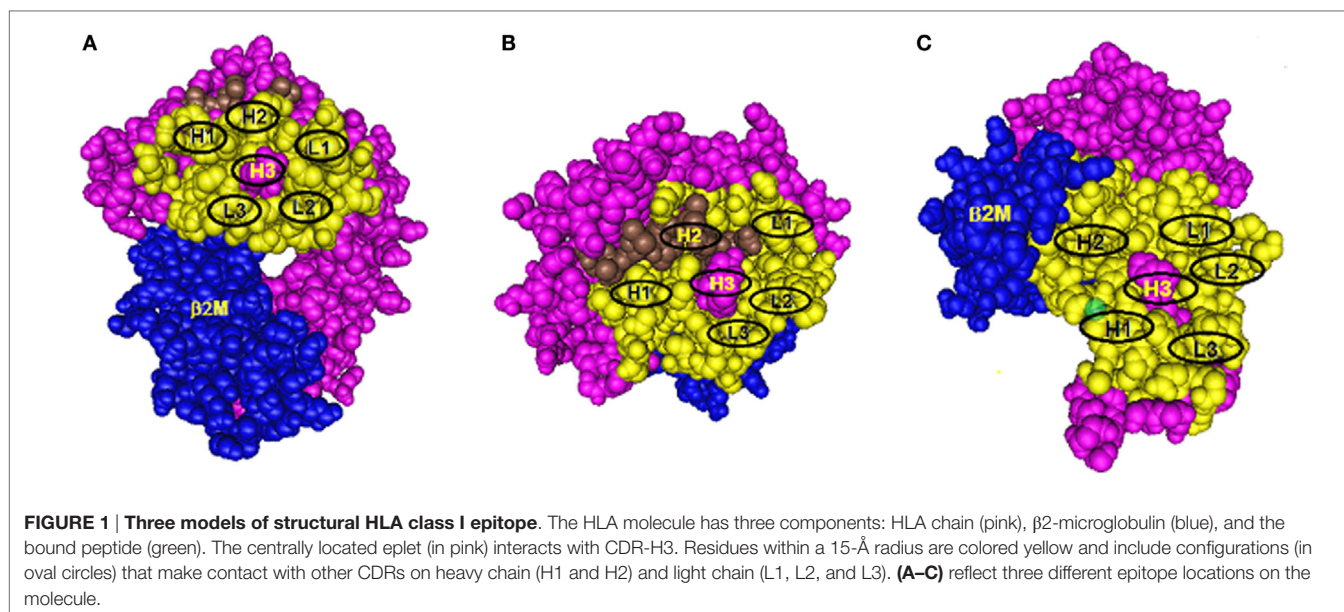 A
B
C
H2
H1
L1
H3
L3
L2
β2M
H2
L1
H1
H3
L2
L3
β2M
H2
L1
L2
H3
H1
L3
FIGURE 1 | Three models of structural HLA class I epitope. The HLA molecule has three components: HLA chain (pink), β2-microglobulin (blue), and the
bound peptide (green). The centrally located eplet (in pink) interacts with CDR-H3. Residues within a 15-Å radius are colored yellow and include configurations (in
oval circles) that make contact with other CDRs on heavy chain (H1 and H2) and light chain (L1, L2, and L3). (A–C) reflect three different epitope locations on the
molecule.